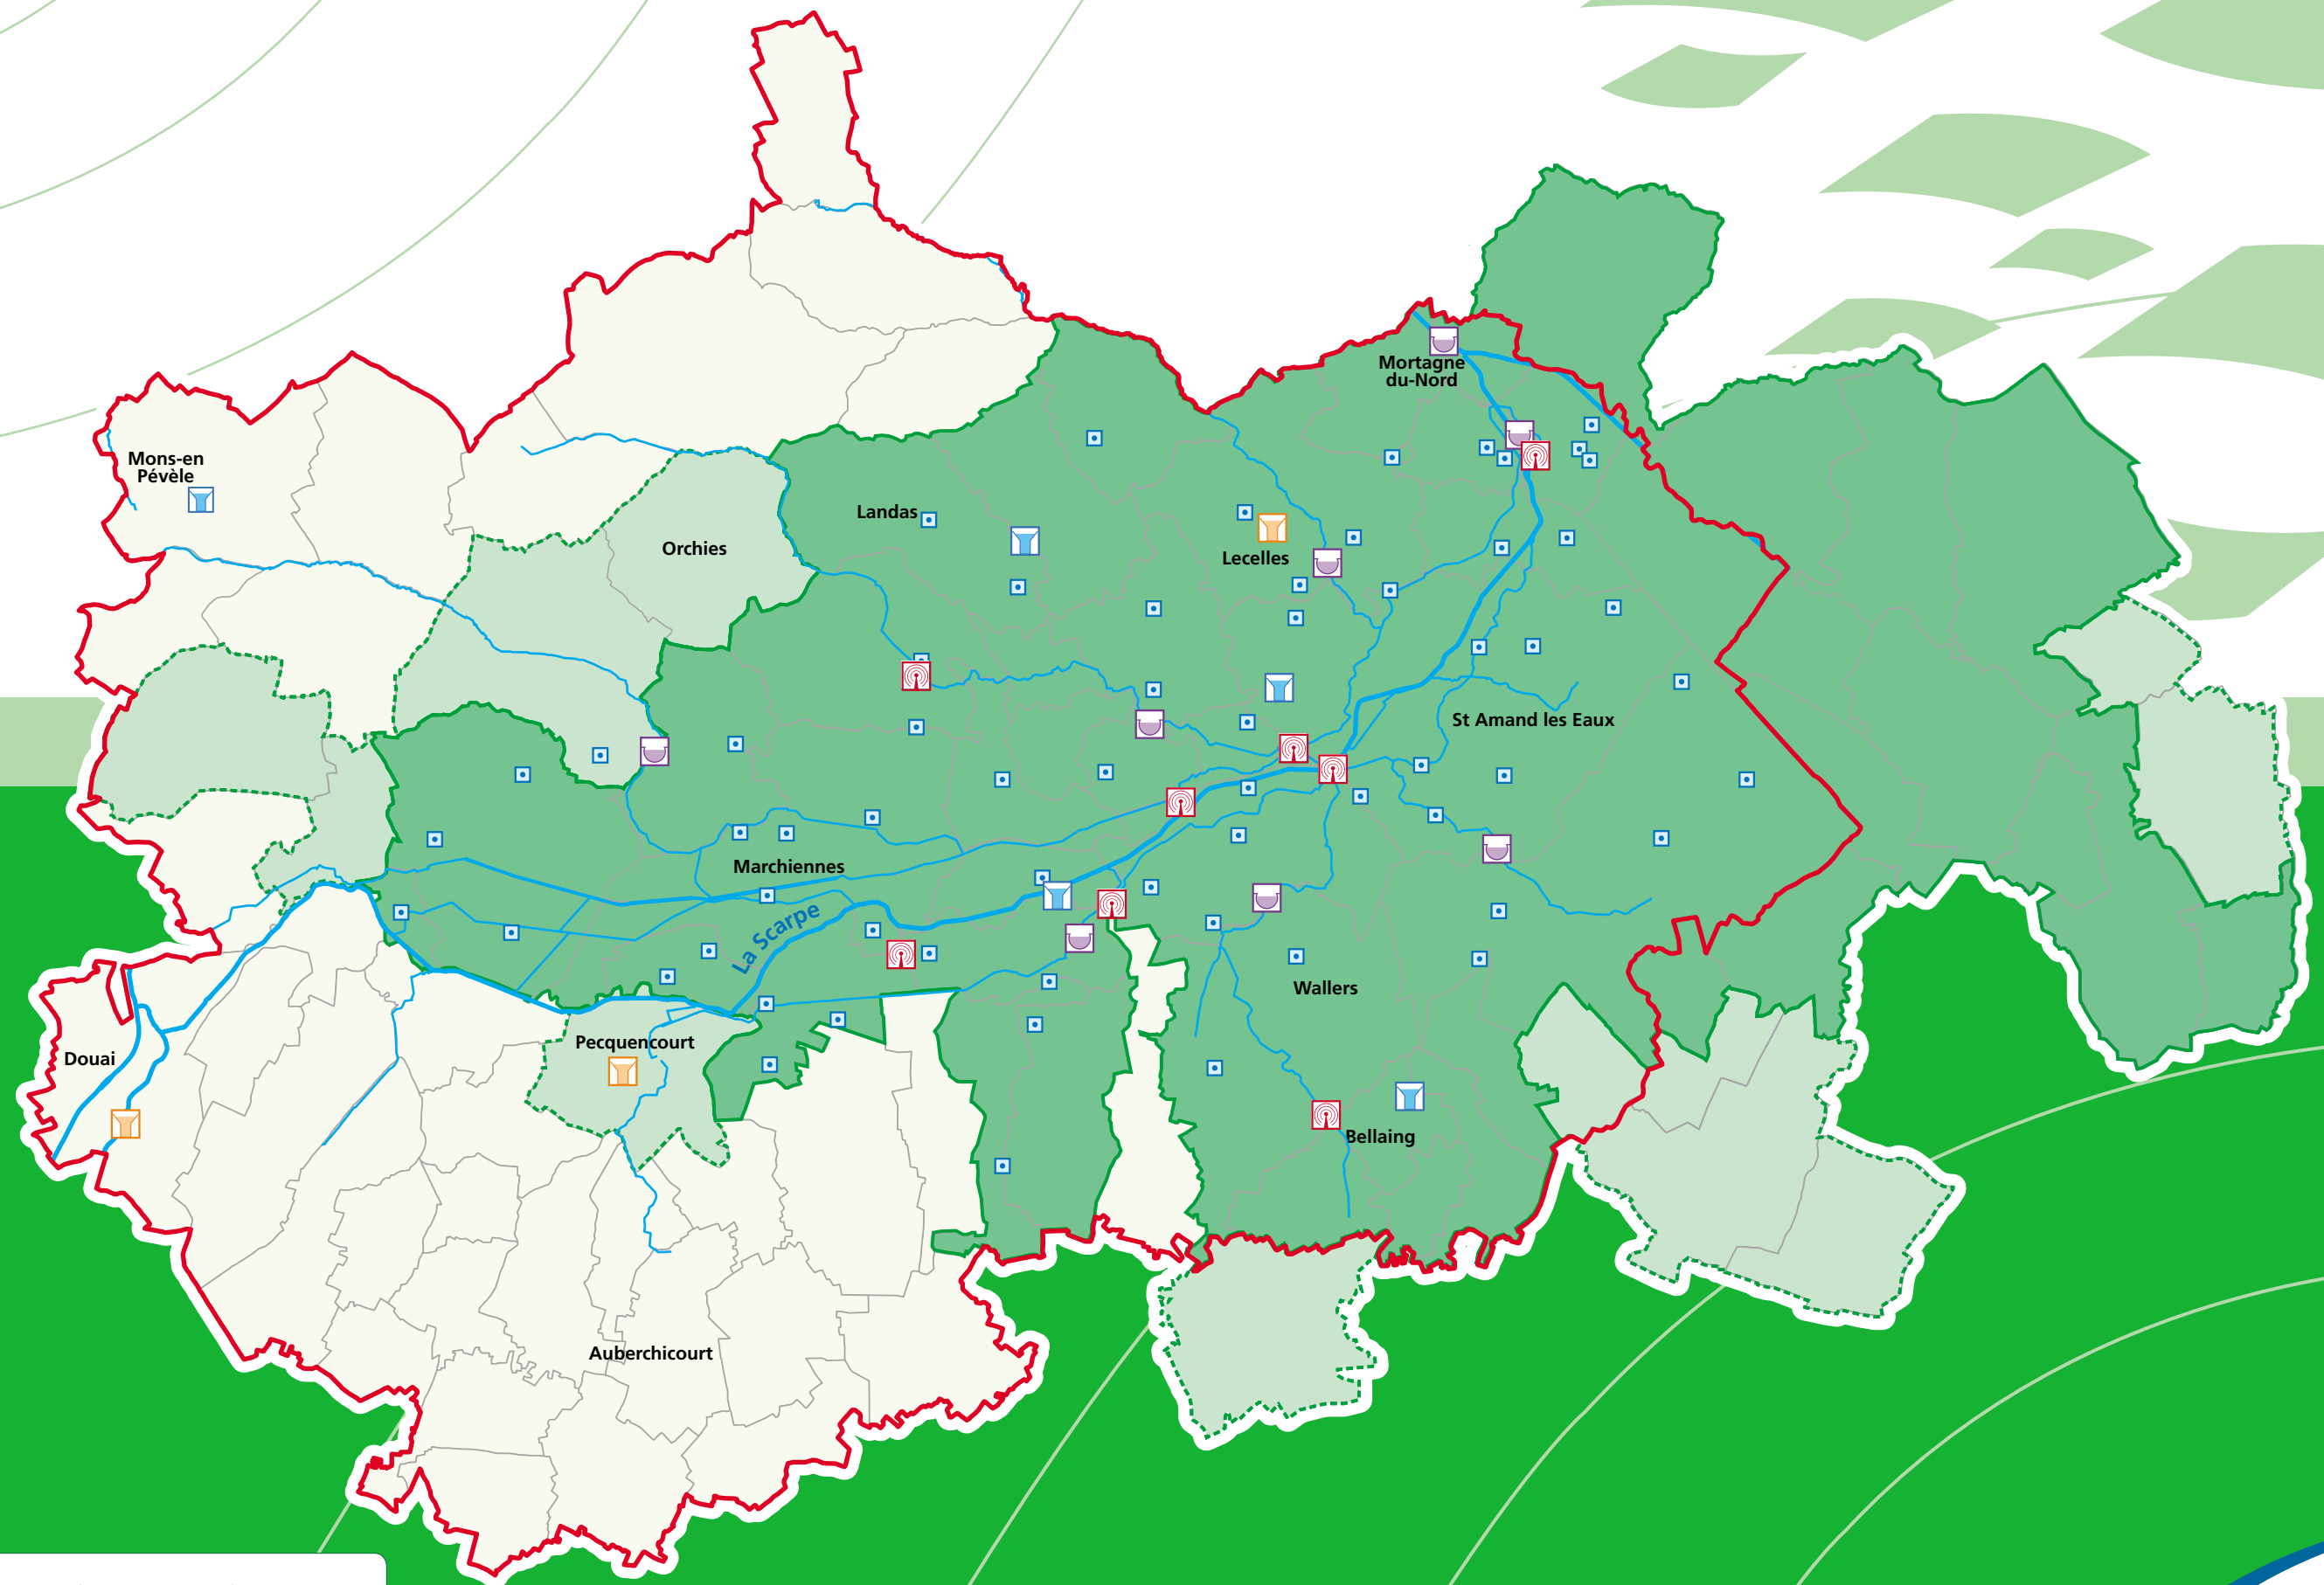 Mortagne
du-Nord
Mons-en
Pévèle
Landas
Orchies
Lecelles
St Amand les Eaux
Marchiennes
La Scarpe
Wallers
Pecquencourt
Douai
Bellaing
Auberchicourt